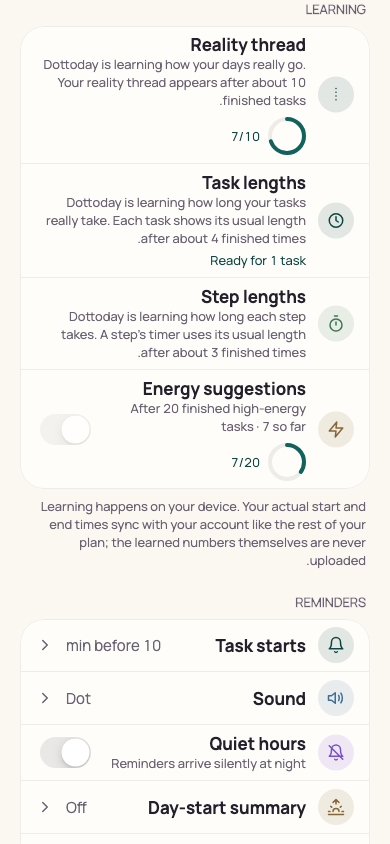 LEARNING
Reality thread
Dottoday is learning how your days really go.
Your reality thread appears after about 10
.finished tasks
7/10
Task lengths
Dottoday is learning how long your tasks
really take. Each task shows its usual length
.after about 4 finished times
Ready for 1 task
Step lengths
Dottoday is learning how long each step
takes. A step's timer uses its usual length
.after about 3 finished times
Energy suggestions
After 20 finished high-energy
tasks · 7 so far
7/20
Learning happens on your device. Your actual start and
end times sync with your account like the rest of your
plan; the learned numbers themselves are never
.uploaded
REMINDERS
Task starts
min before 10
Sound
Dot
Quiet hours
Reminders arrive silently at night
Day-start summary
Off